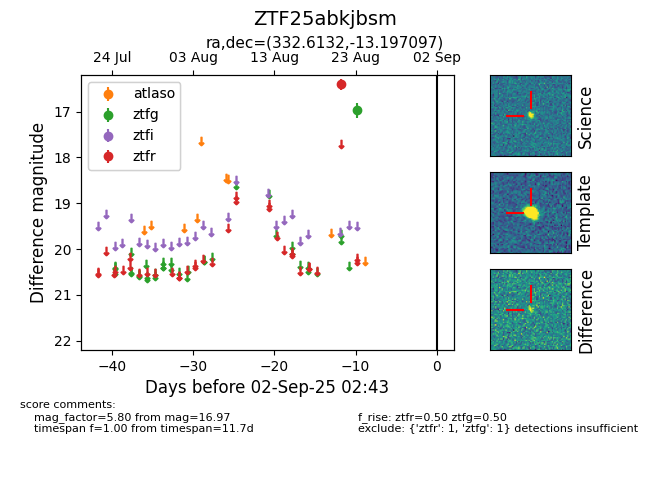 ZTF25abkjbsm
ra,dec=(332.6132,-13.197097)
24 Jul 03 Aug 13 Aug 23 Aug 02 Sep
atlaso
ztfg
ztfi
ztfr
17
18
19
20
21
22
Difference magnitude
−40 −30 −20 −10 0
Days before 02-Sep-25 02:43
Science
Template
Difference
score comments:
mag_factor=5.80 from mag=16.97
timespan f=1.00 from timespan=11.7d
f_rise: ztfr=0.50 ztfg=0.50
exclude: {'ztfr': 1, 'ztfg': 1} detections insufficient